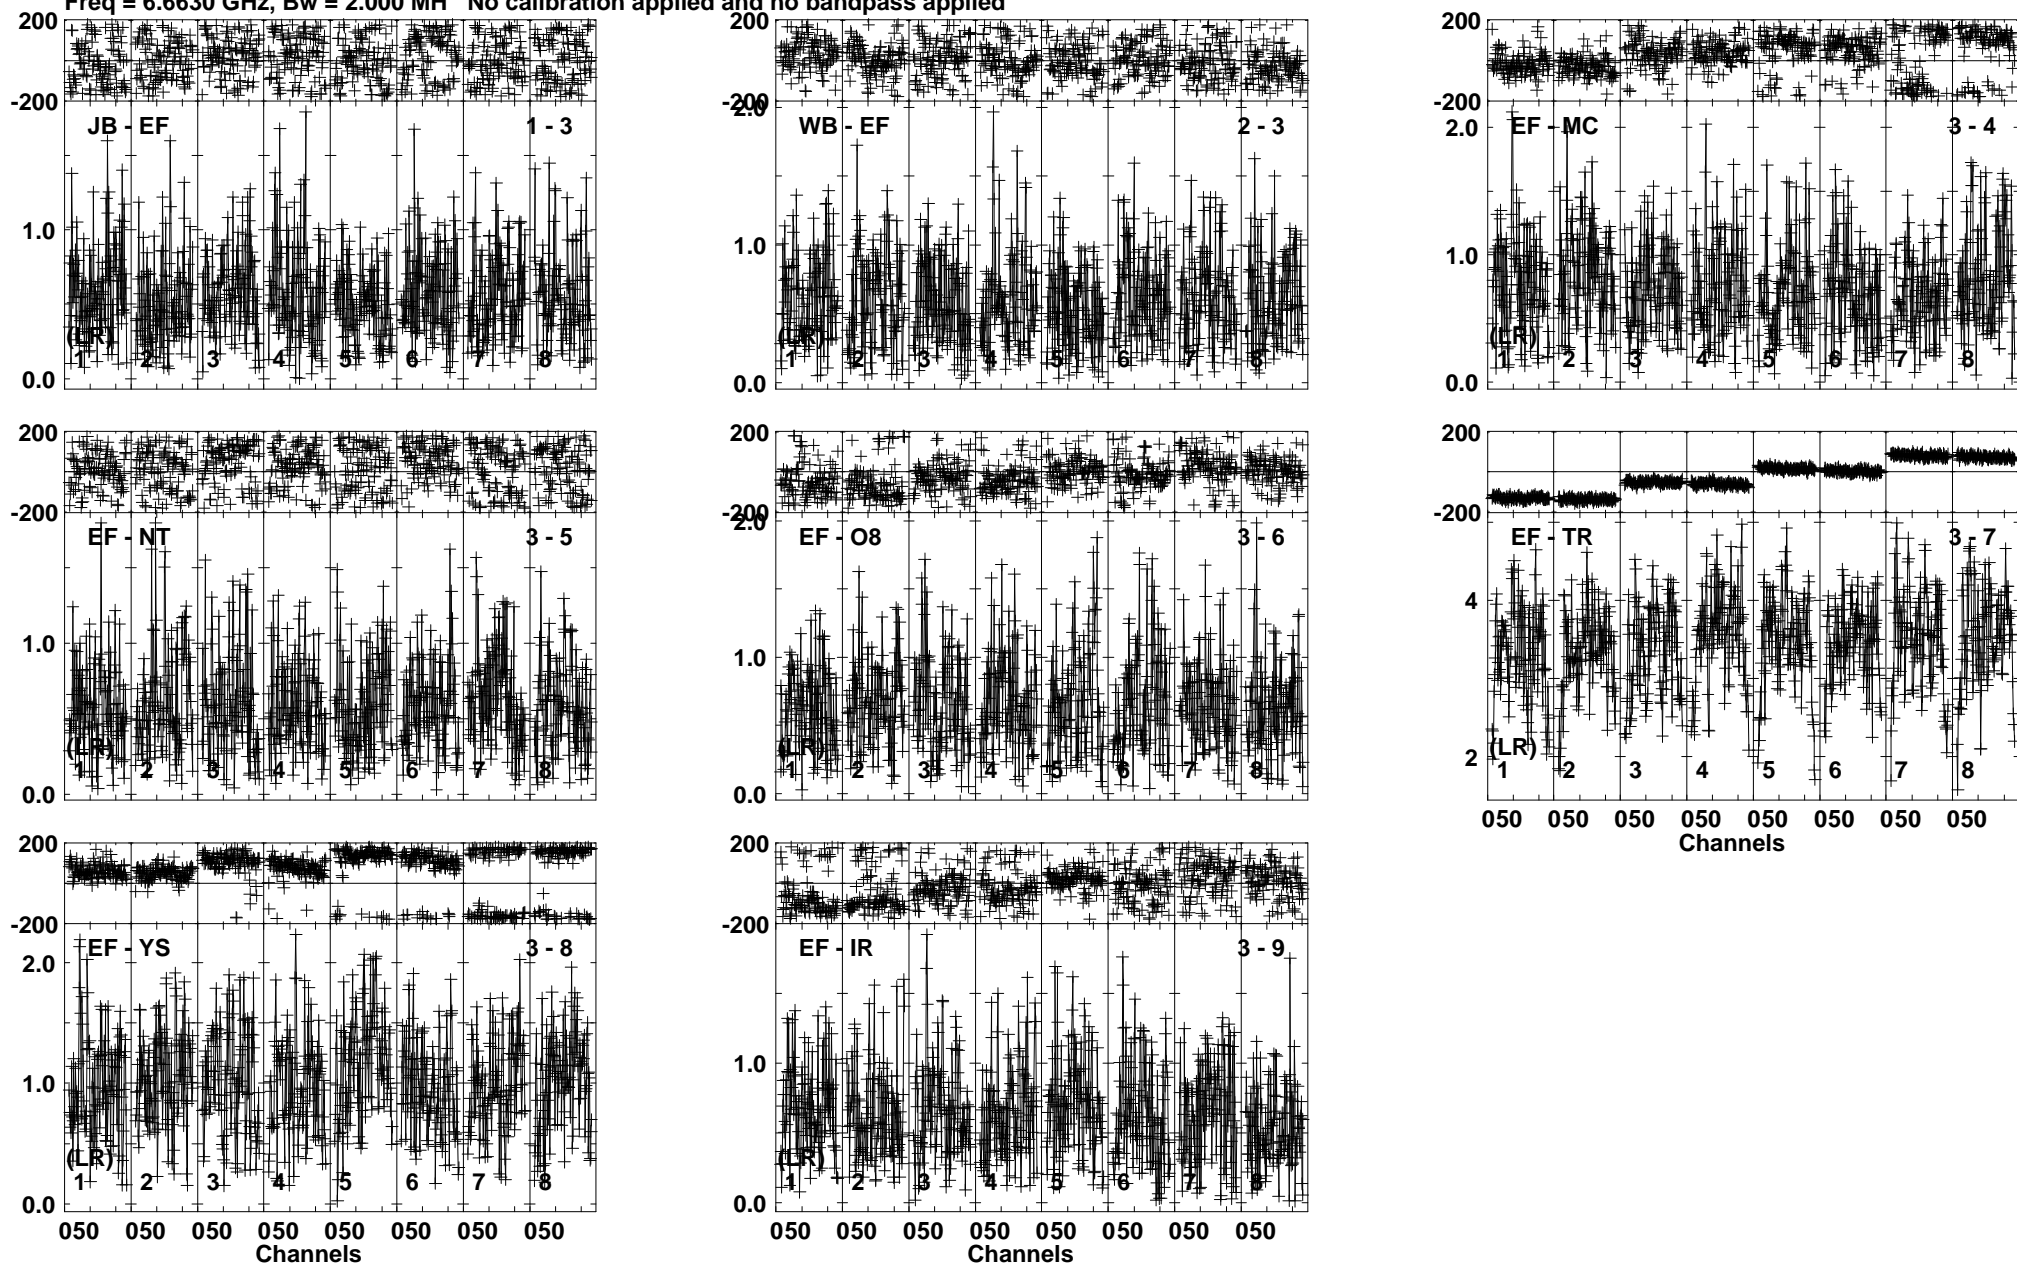 Freq = 6.6630 GHz, Bw = 2.000 MH No calibration applied and no bandpass applied
200
-200
JB - EF 1 - 3
1.0
(LR)
1 2 3 4 5 6 7 8
0.0
200
-200
2.0
WB - EF 2 - 3
1.0
(LR)
1 2 3 4 5 6 7 8
0.0
200
-200
2.0
EF - MC 3 - 4
1.0
(LR)
1 2 3 4 5 6 7 8
0.0
200
-200
EF - NT 3 - 5
1.0
(LR)
1 2 3 4 5 6 7 8
0.0
200
-200
2.0
EF - O8 3 - 6
1.0
(LR)
1 2 3 4 5 6 7 8
0.0
200
-200
EF - TR 3 - 7
4
2
(LR)
1 2 3 4 5 6 7 8
050 050 050 050 050 050 050 050
Channels
200
-200
EF - YS 3 - 8
2.0
1.0
(LR)
1 2 3 4 5 6 7 8
0.0
050 050 050 050 050 050 050 050
Channels
200
-200
EF - IR 3 - 9
1.0
(LR)
1 2 3 4 5 6 7 8
0.0
050 050 050 050 050 050 050 050
Channels